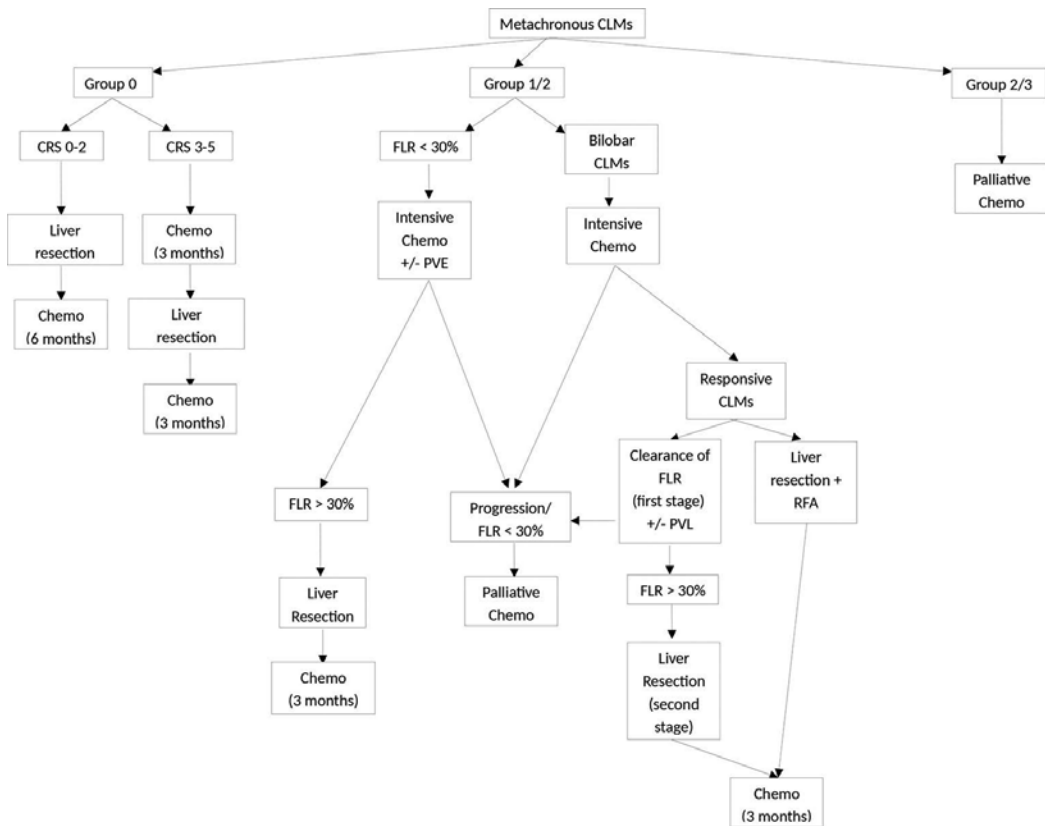 Metachronous CLMs
Group 0
Group 1/2
Group 2/3
CRS 0-2
CRS 3-5
FLR < 30%
Bilobar
CLMs
Palliative
Chemo
Liver
resection
Chemo
(3 months)
Intensive
Chemo
+/- PVE
Intensive
Chemo
Chemo
(6 months)
Liver
resection
Chemo
(3 months)
Responsive
CLMs
FLR > 30%
Progression/
FLR < 30%
Clearance of
FLR
(first stage)
+/- PVL
Liver
resection +
RFA
Liver
Resection
Palliative
Chemo
FLR > 30%
Chemo
(3 months)
Liver
Resection
(second
stage)
Chemo
(3 months)